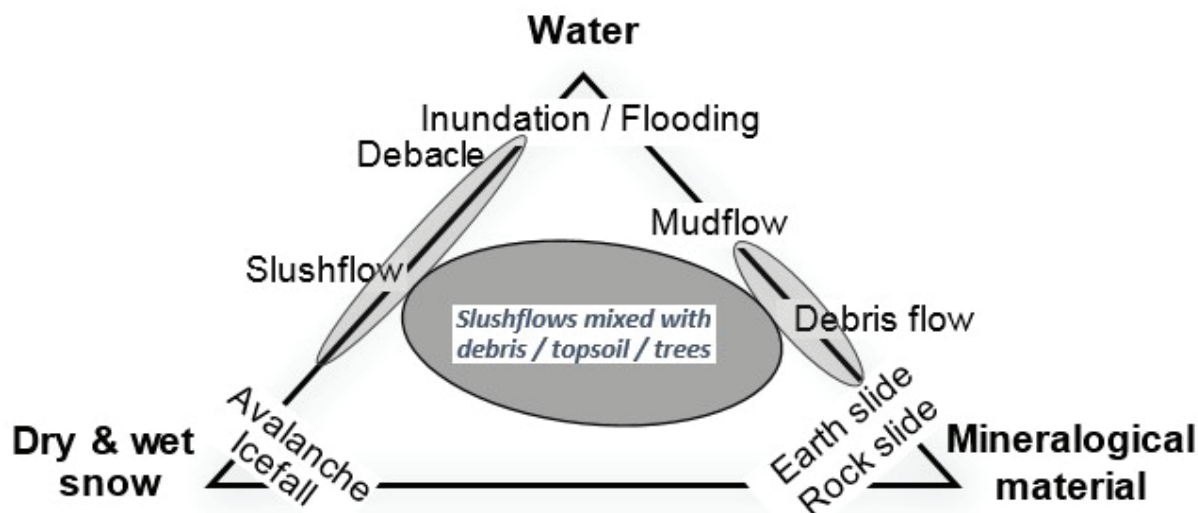 Water
Inundation / Flooding
Debacle
Mudflow
Slushflow
Slushflows mixed with
debris / topsoil / trees
Debris flow
Dry & wet
snow
Avalanche
Icefall
Earth slide
Rock slide
Mineralogical
material